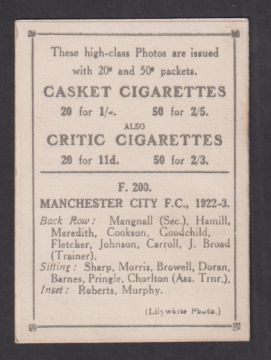 These high-class Photos are issued
with 20s and 50s packets.
CASKET CIGARETTES
20 for 1/-. 50 for 2/5.
ALSO
CRITIC CIGARETTES
20 for 11d. 50 for 2/3.
F. 200.
MANCHESTER CITY F.C., 1922-3.
Back Row: Mangnall (Sec.), Hamill,
Meredith, Cookson, Goodchild,
Fletcher, Johnson, Carroll, J. Broad
(Trainer).
Sitting: Sharp, Morris, Browell, Doran,
Barnes, Pringle, Chorlton (Ass. Trnr.),
Inset: Roberts, Murphy.
(Lilywhite Photo.)